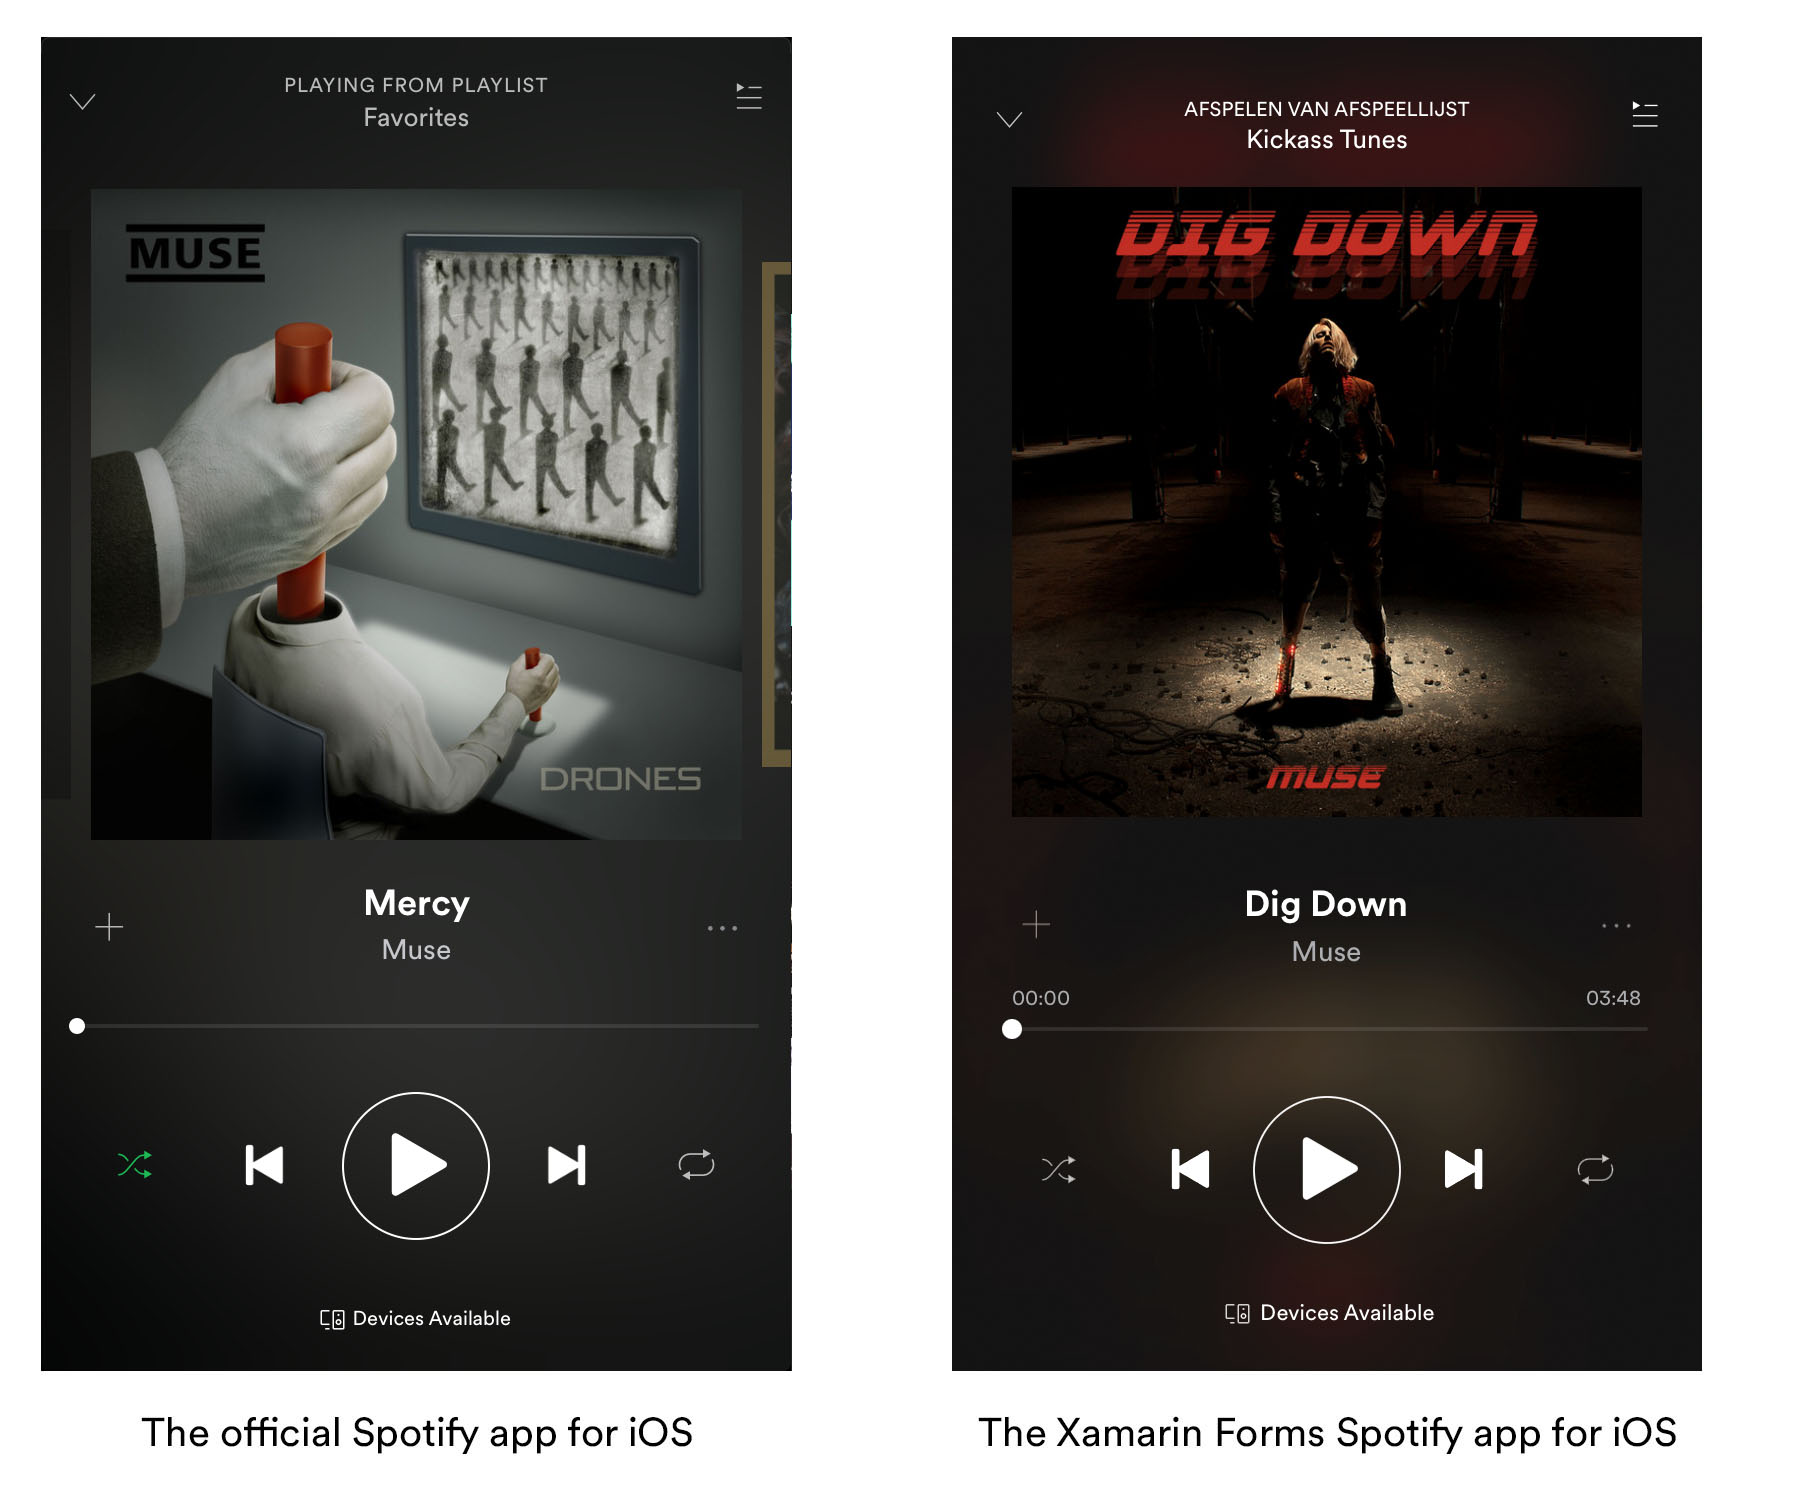 PLAYING FROM PLAYLIST
Favorites
MUSE
DRONES
Mercy
Muse
Devices Available
The official Spotify app for iOS
AFSPELEN VAN AFSPEELLIJST
Kickass Tunes
DIG DOWN
DIG DOWN
MUSE
Dig Down
Muse
00:00 03:48
Devices Available
The Xamarin Forms Spotify app for iOS